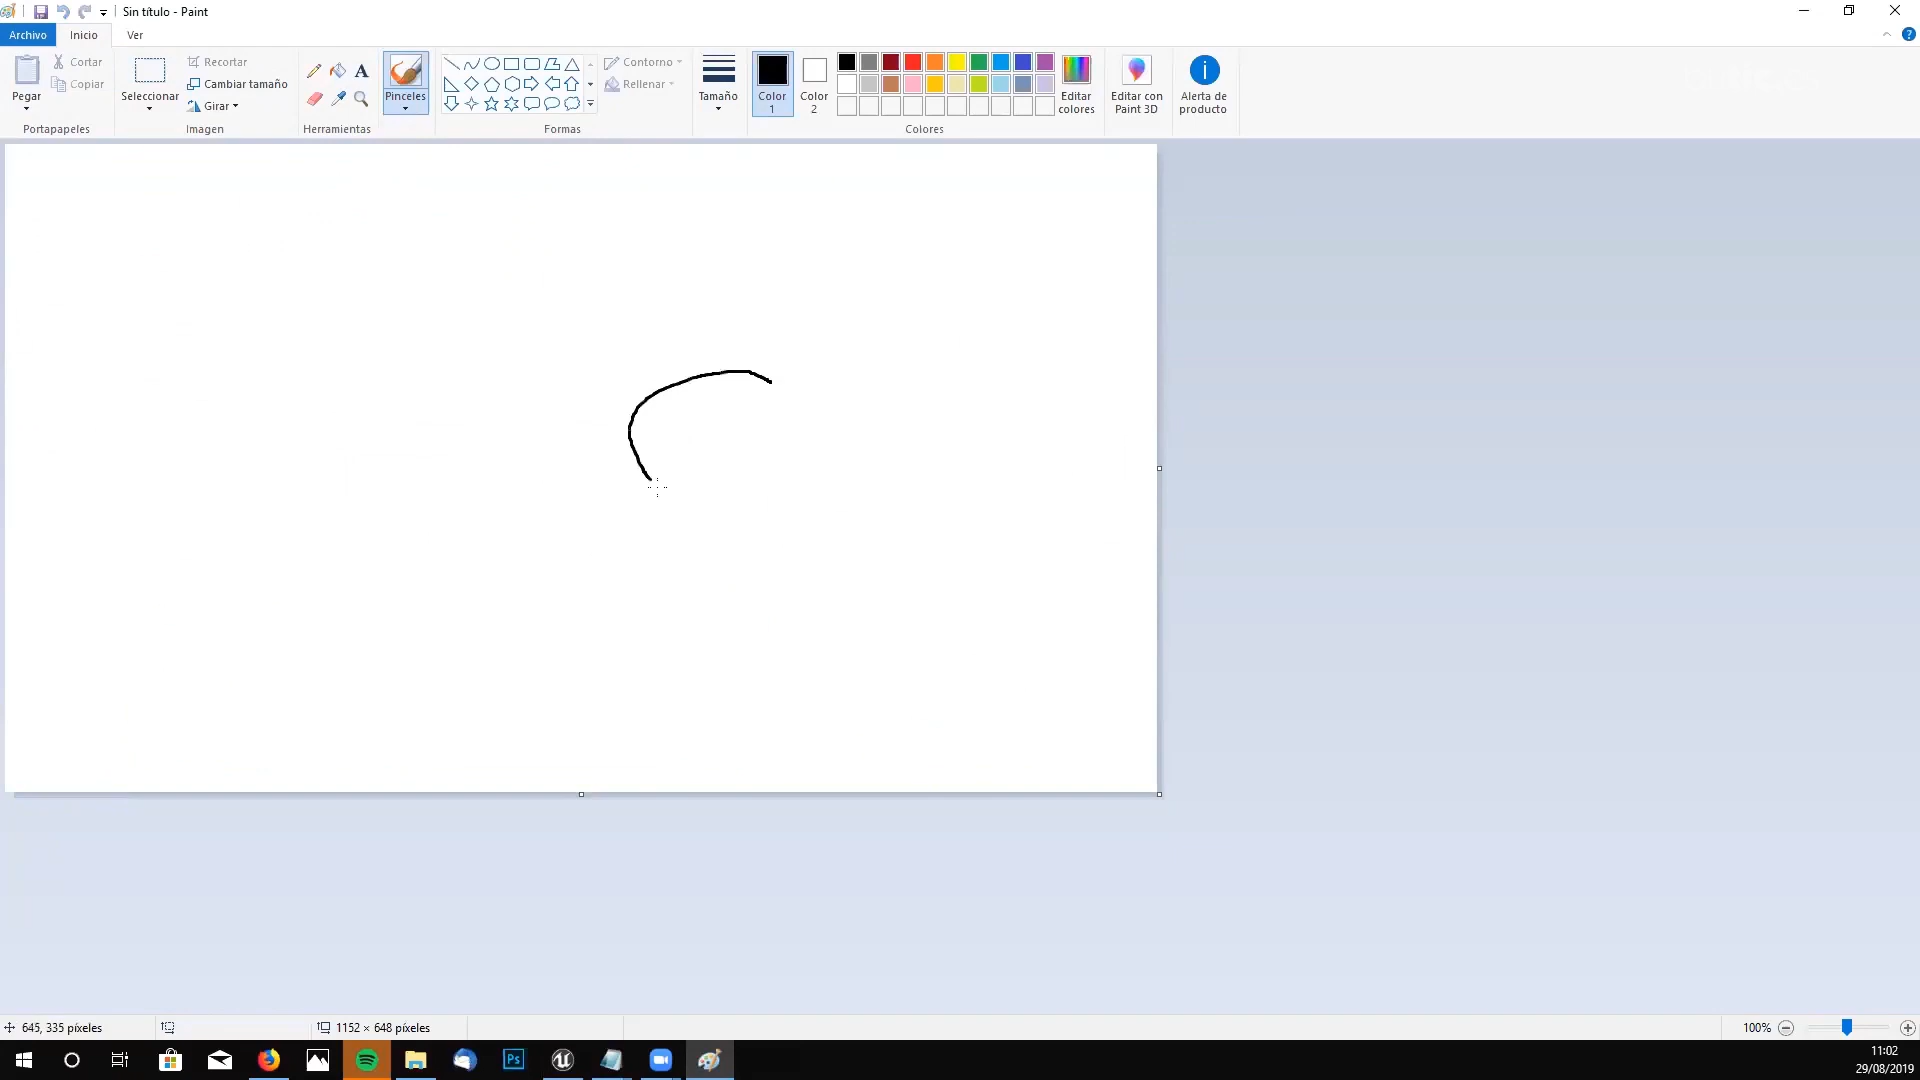 Sin título - Paint
Archivo Inicio Ver
Pegar
Cortar
Copiar
Portapapeles
Seleccionar
Recortar
Cambiar tamaño
Girar
Imagen
A
Herramientas
Pinceles
Contorno
Rellenar
Formas
Tamaño
Color
1
Color
2
Colores
Editar
colores
Editar con
Paint 3D
Alerta de
producto
645, 335 píxeles
1152 × 648 píxeles
100%
Ps
11:02
29/08/2019